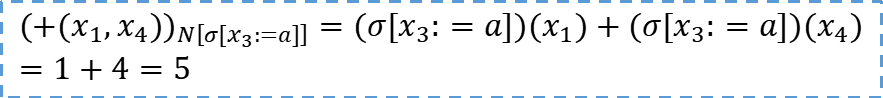 (+(x₁, x₄))_{N[σ[x₃:=a]]} = (σ[x₃: = a])(x₁) + (σ[x₃: = a])(x₄)
= 1 + 4 = 5